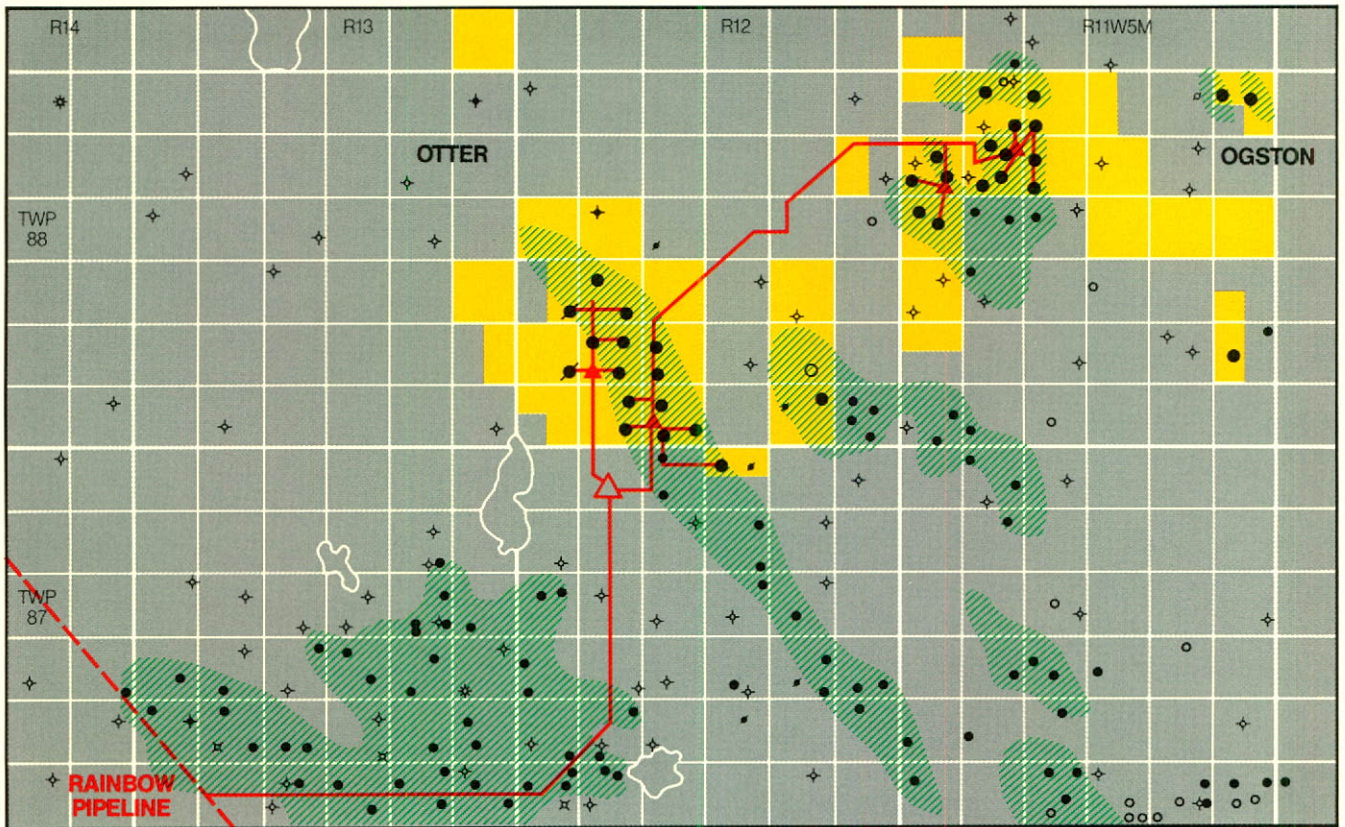 R14
R13
R12
R11W5M
OTTER
OGSTON
TWP
88
TWP
87
RAINBOW
PIPELINE